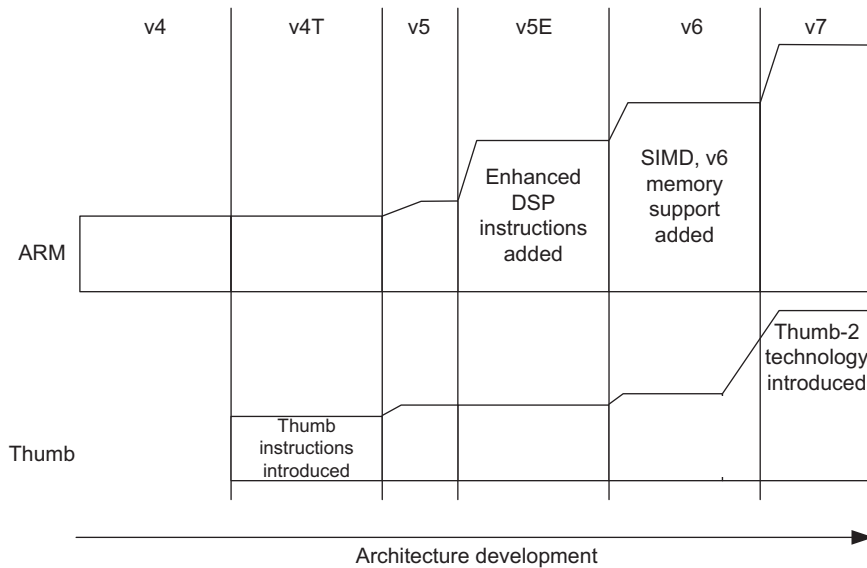 v4
v4T
v5
v5E
v6
v7
Enhanced
DSP
instructions
added
SIMD, v6
memory
support
added
ARM
Thumb-2
technology
introduced
Thumb
instructions
introduced
Thumb
Architecture development